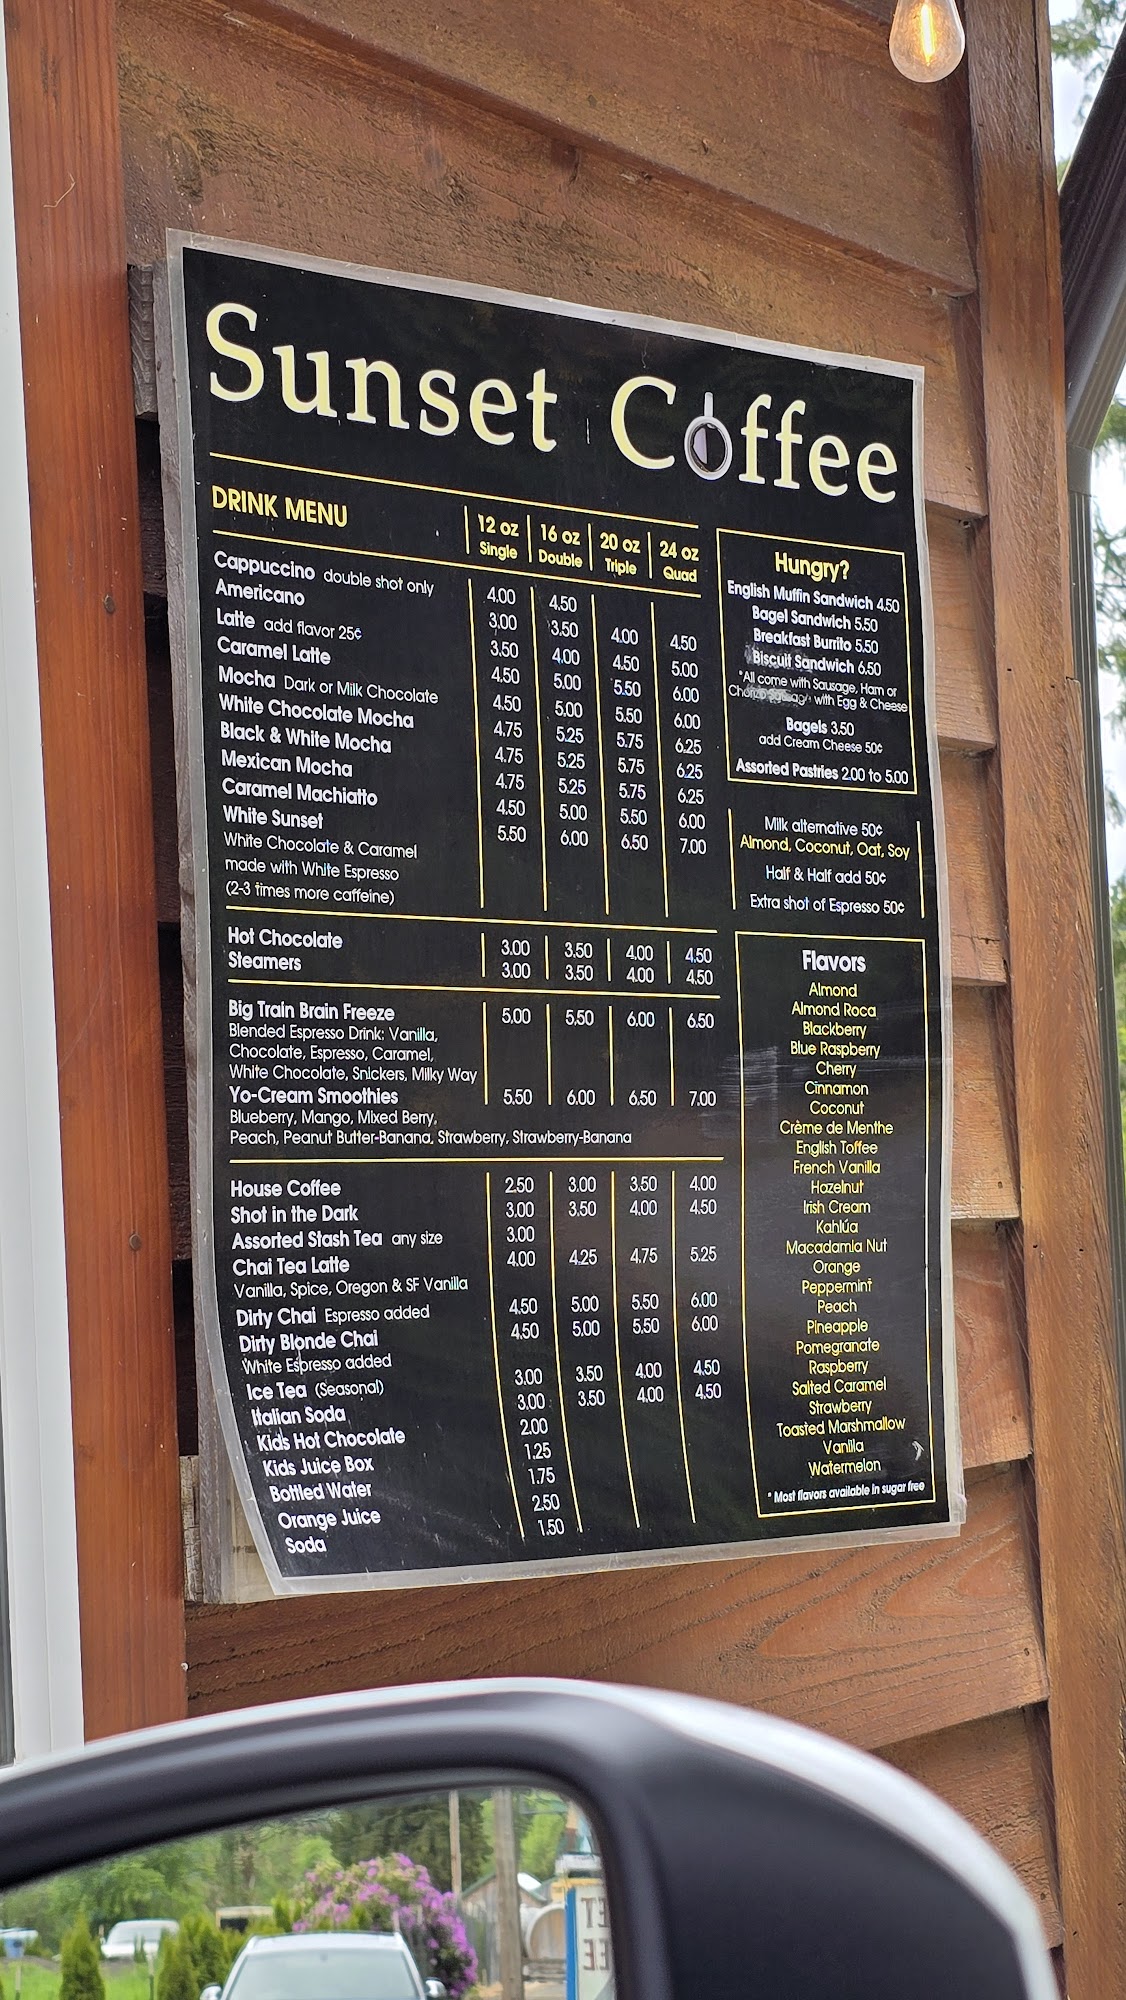 Sunset Coffee
DRINK MENU 12 oz Single 16 oz Double 20 oz Triple 24 oz Quad
Cappuccino double shot only 4.00 4.50
Americano 3.00 3.50 4.00 4.50
Latte add flavor 25¢ 3.50 4.00 4.50 5.00
Caramel Latte 4.50 5.00 5.50 6.00
Mocha Dark or Milk Chocolate 4.50 5.00 5.50 6.00
White Chocolate Mocha 4.75 5.25 5.75 6.25
Black & White Mocha 4.75 5.25 5.75 6.25
Mexican Mocha 4.75 5.25 5.75 6.25
Caramel Machiatto 4.50 5.00 5.50 6.00
White Sunset 5.50 6.00 6.50 7.00
White Chocolate & Caramel
made with White Espresso
(2-3 times more caffeine)
Hot Chocolate 3.00 3.50 4.00 4.50
Steamers 3.00 3.50 4.00 4.50
Big Train Brain Freeze 5.00 5.50 6.00 6.50
Blended Espresso Drink: Vanilla,
Chocolate, Espresso, Caramel,
White Chocolate, Snickers, Milky Way
Yo-Cream Smoothies 5.50 6.00 6.50 7.00
Blueberry, Mango, Mixed Berry,
Peach, Peanut Butter-Banana, Strawberry, Strawberry-Banana
House Coffee 2.50 3.00 3.50 4.00
Shot in the Dark 3.00 3.50 4.00 4.50
Assorted Stash Tea any size 3.00
Chai Tea Latte 4.00 4.25 4.75 5.25
Vanilla, Spice, Oregon & SF Vanilla
Dirty Chai Espresso added 4.50 5.00 5.50 6.00
Dirty Blonde Chai 4.50 5.00 5.50 6.00
White Espresso added
Ice Tea (Seasonal) 3.00 3.50 4.00 4.50
Italian Soda 3.00 3.50 4.00 4.50
Kids Hot Chocolate 2.00
Kids Juice Box 1.25
Bottled Water 1.75
Orange Juice 2.50
Soda 1.50
Hungry?
English Muffin Sandwich 4.50
Bagel Sandwich 5.50
Breakfast Burrito 5.50
Biscuit Sandwich 6.50
*All come with Sausage, Ham or
Chorizo Sausage with Egg & Cheese
Bagels 3.50
add Cream Cheese 50¢
Assorted Pastries 2.00 to 5.00
Milk alternative 50¢
Almond, Coconut, Oat, Soy
Half & Half add 50¢
Extra shot of Espresso 50¢
Flavors
Almond
Almond Roca
Blackberry
Blue Raspberry
Cherry
Cinnamon
Coconut
Crème de Menthe
English Toffee
French Vanilla
Hazelnut
Irish Cream
Kahlúa
Macadamia Nut
Orange
Peppermint
Peach
Pineapple
Pomegranate
Raspberry
Salted Caramel
Strawberry
Toasted Marshmallow
Vanilla
Watermelon
* Most flavors available in sugar free